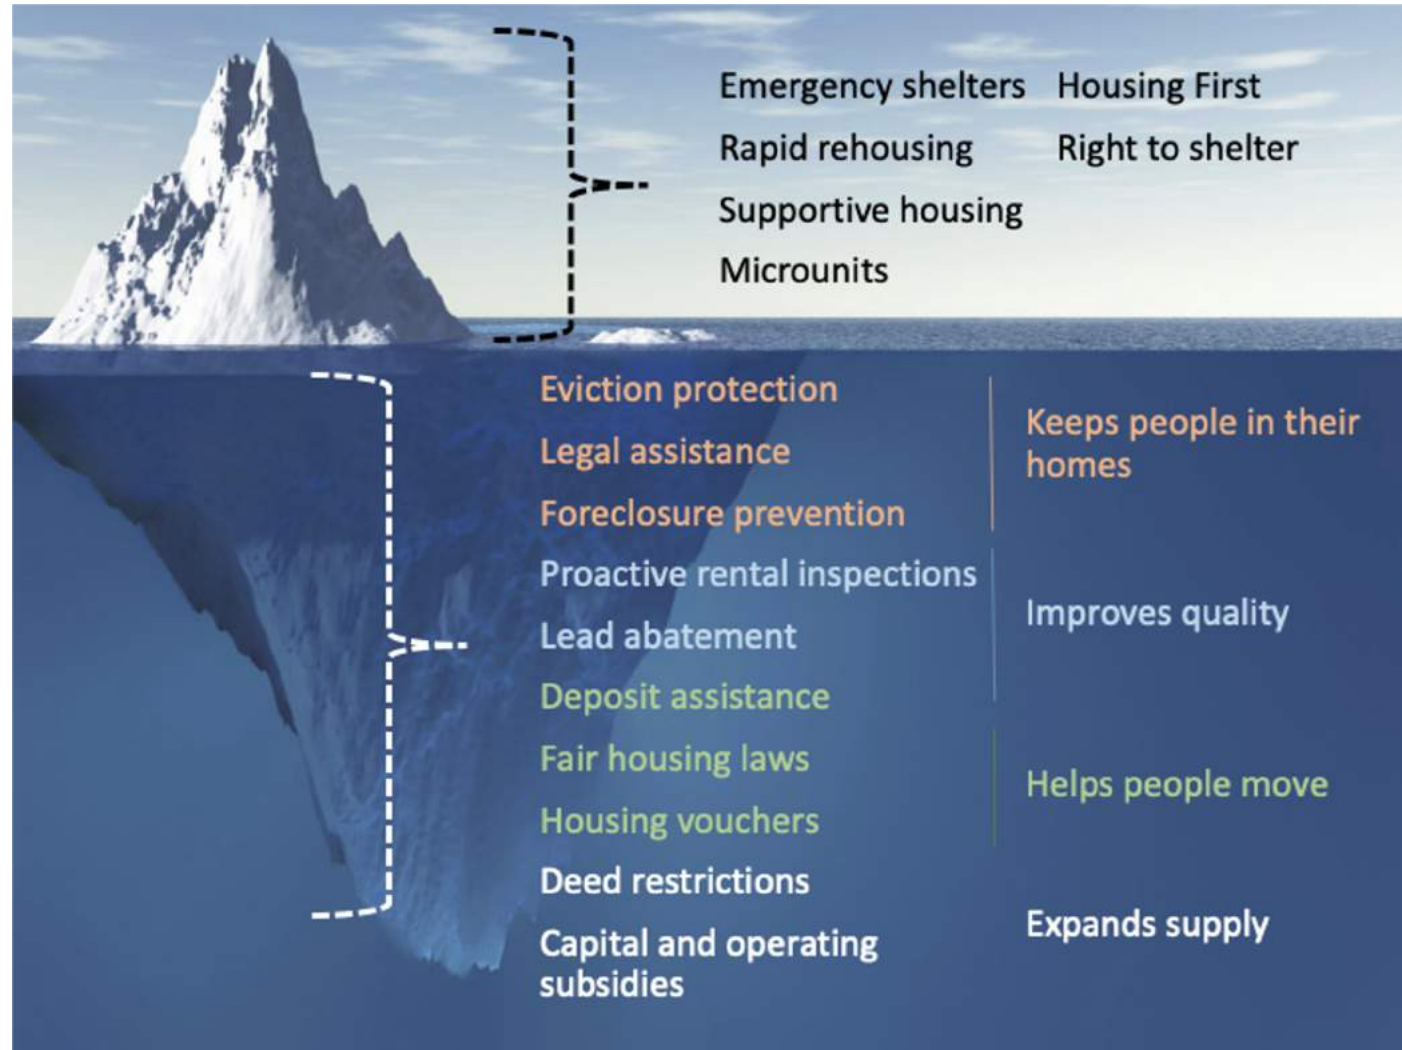 Emergency shelters
Rapid rehousing
Supportive housing
Microunits
Housing First
Right to shelter
Eviction protection
Legal assistance
Foreclosure prevention
Keeps people in their
homes
Proactive rental inspections
Lead abatement
Improves quality
Deposit assistance
Fair housing laws
Housing vouchers
Helps people move
Deed restrictions
Capital and operating
subsidies
Expands supply